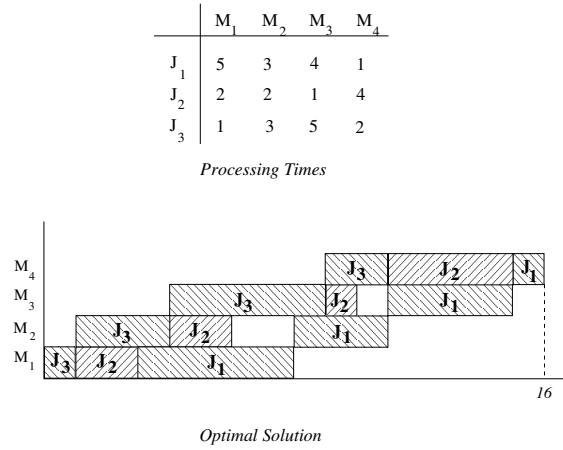 M1 M2 M3 M4
J1 5 3 4 1
J2 2 2 1 4
J3 1 3 5 2
Processing Times
M4 J3 J2 J1
M3 J3 J2 J1
M2 J3 J2 J1
M1 J3 J2 J1
16
Optimal Solution